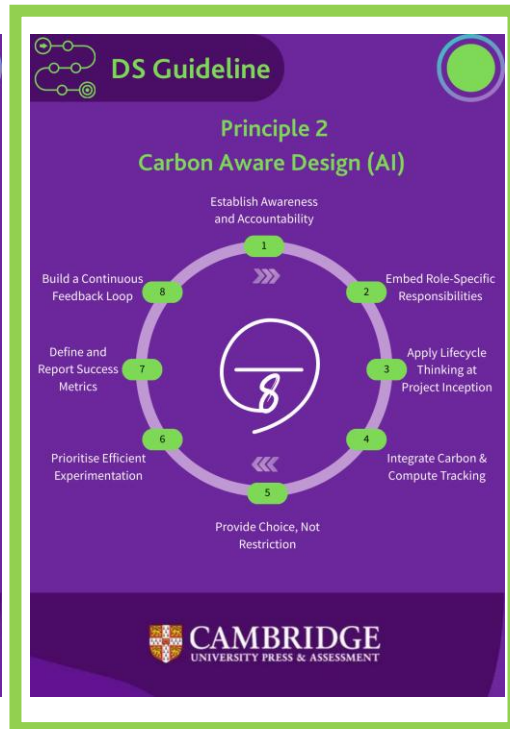 DS Guideline
Principle 2
Carbon Aware Design (AI)
Establish Awareness
and Accountability
1
Embed Role-Specific
Responsibilities
2
Apply Lifecycle
Thinking at
Project Inception
3
Integrate Carbon &
Compute Tracking
4
5
Provide Choice, Not
Restriction
6
Prioritise Efficient
Experimentation
7
Define and
Report Success
Metrics
8
Build a Continuous
Feedback Loop
8
CAMBRIDGE
UNIVERSITY PRESS & ASSESSMENT